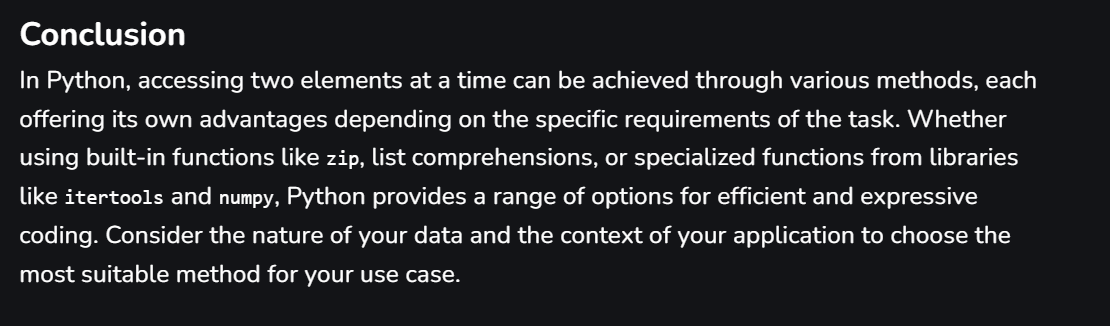 Conclusion
In Python, accessing two elements at a time can be achieved through various methods, each
offering its own advantages depending on the specific requirements of the task. Whether
using built-in functions like zip, list comprehensions, or specialized functions from libraries
like itertools and numpy, Python provides a range of options for efficient and expressive
coding. Consider the nature of your data and the context of your application to choose the
most suitable method for your use case.